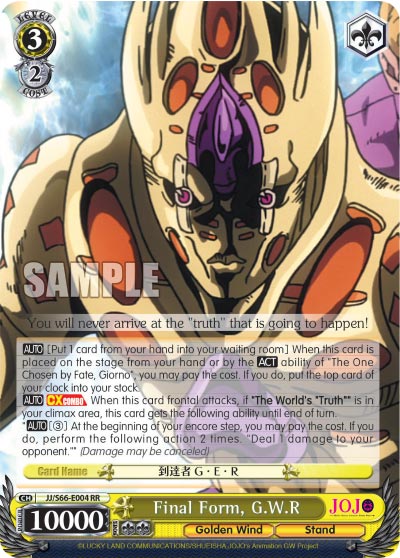 LEVEL
3
2
COST
SAMPLE
You will never arrive at the "truth" that is going to happen!
AUTO [Put 1 card from your hand into your waiting room] When this card is
placed on the stage from your hand or by the ACT ability of "The One
Chosen by Fate, Giorno", you may pay the cost. If you do, put the top card of
your clock into your stock.
AUTO CXCOMBO When this card frontal attacks, if "The World's "Truth"" is in
your climax area, this card gets the following ability until end of turn.
"AUTO [③] At the beginning of your encore step, you may pay the cost. If you
do, perform the following action 2 times. "Deal 1 damage to your
opponent."" (Damage may be canceled)
Card Name
到達者G・E・R
CH
JJ/S66-E004 RR
10000
Final Form, G.W.R
JOJO
Golden Wind
Stand
©LUCKY LAND COMMUNICATIONS/SHUEISHA,JOJO's Animation GW Project